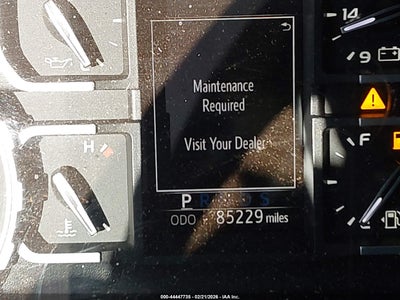 14
9
Maintenance
Required
Visit Your Dealer
H
F
P R N D S
ODO 85229 miles
000-44447735 - 02/21/2026 - IAA Inc.